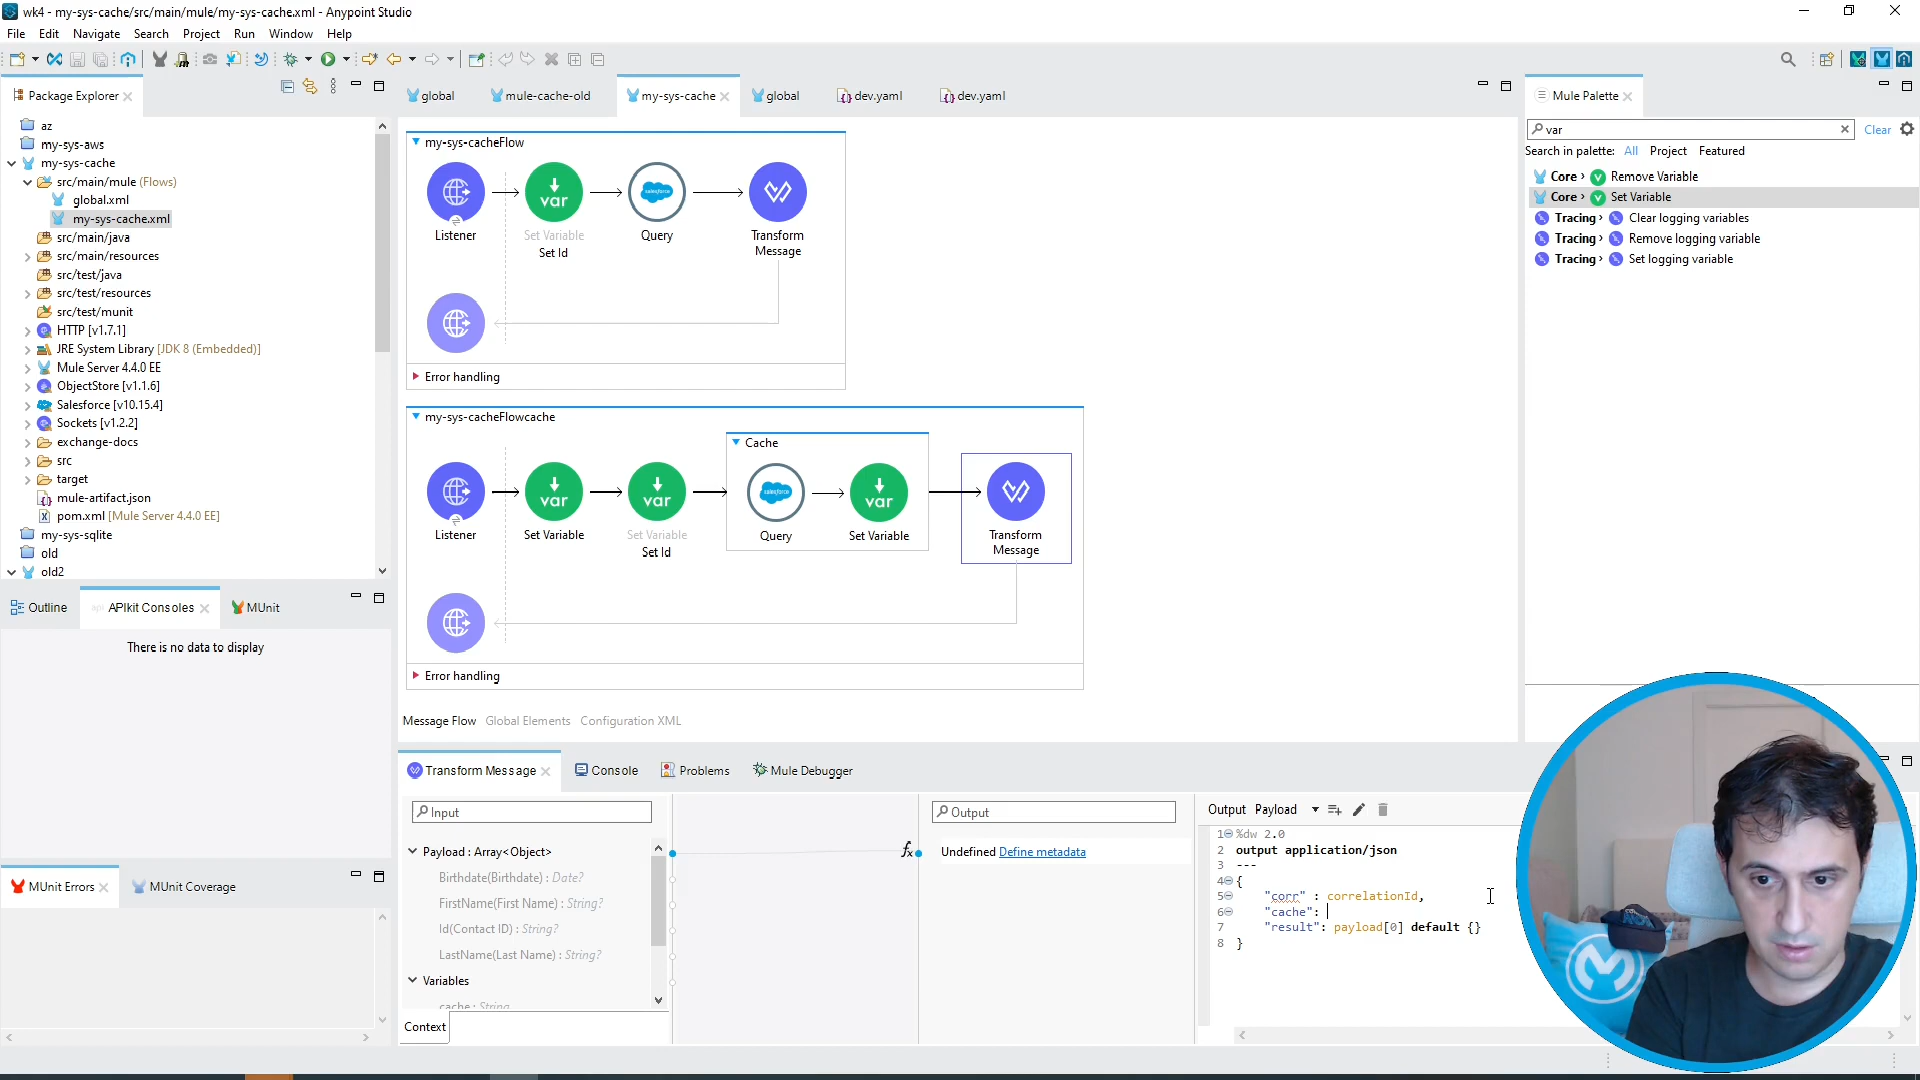 wk4 - my-sys-cache/src/main/mule/my-sys-cache.xml - Anypoint Studio
File Edit Navigate Search Project Run Window Help
Package Explorer
az
my-sys-aws
my-sys-cache
src/main/mule (Flows)
global.xml
my-sys-cache.xml
src/main/java
src/main/resources
src/test/java
src/test/resources
src/test/munit
HTTP [v1.7.1]
JRE System Library [JDK 8 (Embedded)]
Mule Server 4.4.0 EE
ObjectStore [v1.1.6]
Salesforce [v10.15.4]
Sockets [v1.2.2]
exchange-docs
src
target
mule-artifact.json
pom.xml [Mule Server 4.4.0 EE]
my-sys-sqlite
old
old2
Outline APIkit Consoles MUnit
There is no data to display
MUnit Errors MUnit Coverage
global mule-cache-old my-sys-cache global dev.yaml dev.yaml
my-sys-cacheFlow
var salesforce
Listener Set Variable Query Transform
Set Id Message
Error handling
my-sys-cacheFlowcache
Cache
var var salesforce var
Listener Set Variable Set Variable Query Set Variable Transform
Set Id Message
Error handling
Message Flow Global Elements Configuration XML
Transform Message Console Problems Mule Debugger
Input
Payload : Array<Object>
Birthdate(Birthdate) : Date?
FirstName(First Name) : String?
Id(Contact ID) : String?
LastName(Last Name) : String?
Variables
cache : String
Context
fx
Output
Undefined Define metadata
Output Payload
1 %dw 2.0
2 output application/json
3 ---
4 {
5 "corr" : correlationId,
6 "cache":
7 "result": payload[0] default {}
8 }
Mule Palette
var Clear
Search in palette: All Project Featured
Core > Remove Variable
Core > Set Variable
Tracing > Clear logging variables
Tracing > Remove logging variable
Tracing > Set logging variable